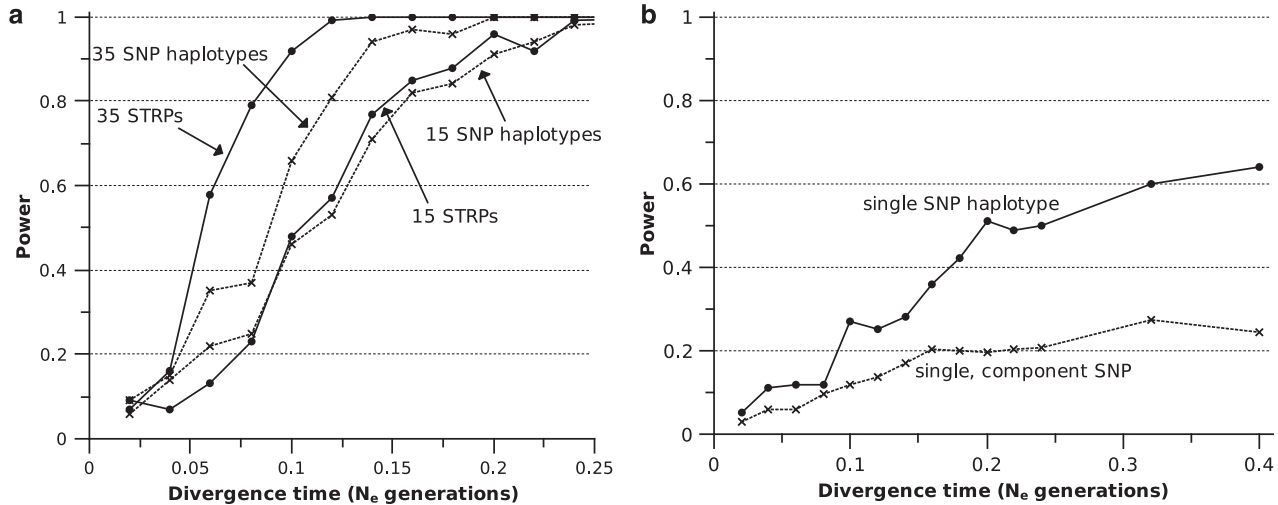 a
1
0.8
0.6
0.4
0.2
0
Power
35 SNP haplotypes
35 STRPs
15 SNP haplotypes
15 STRPs
0 0.05 0.1 0.15 0.2 0.25
Divergence time (Nₑ generations)
b
1
0.8
0.6
0.4
0.2
0
Power
single SNP haplotype
single, component SNP
0 0.1 0.2 0.3 0.4
Divergence time (Nₑ generations)